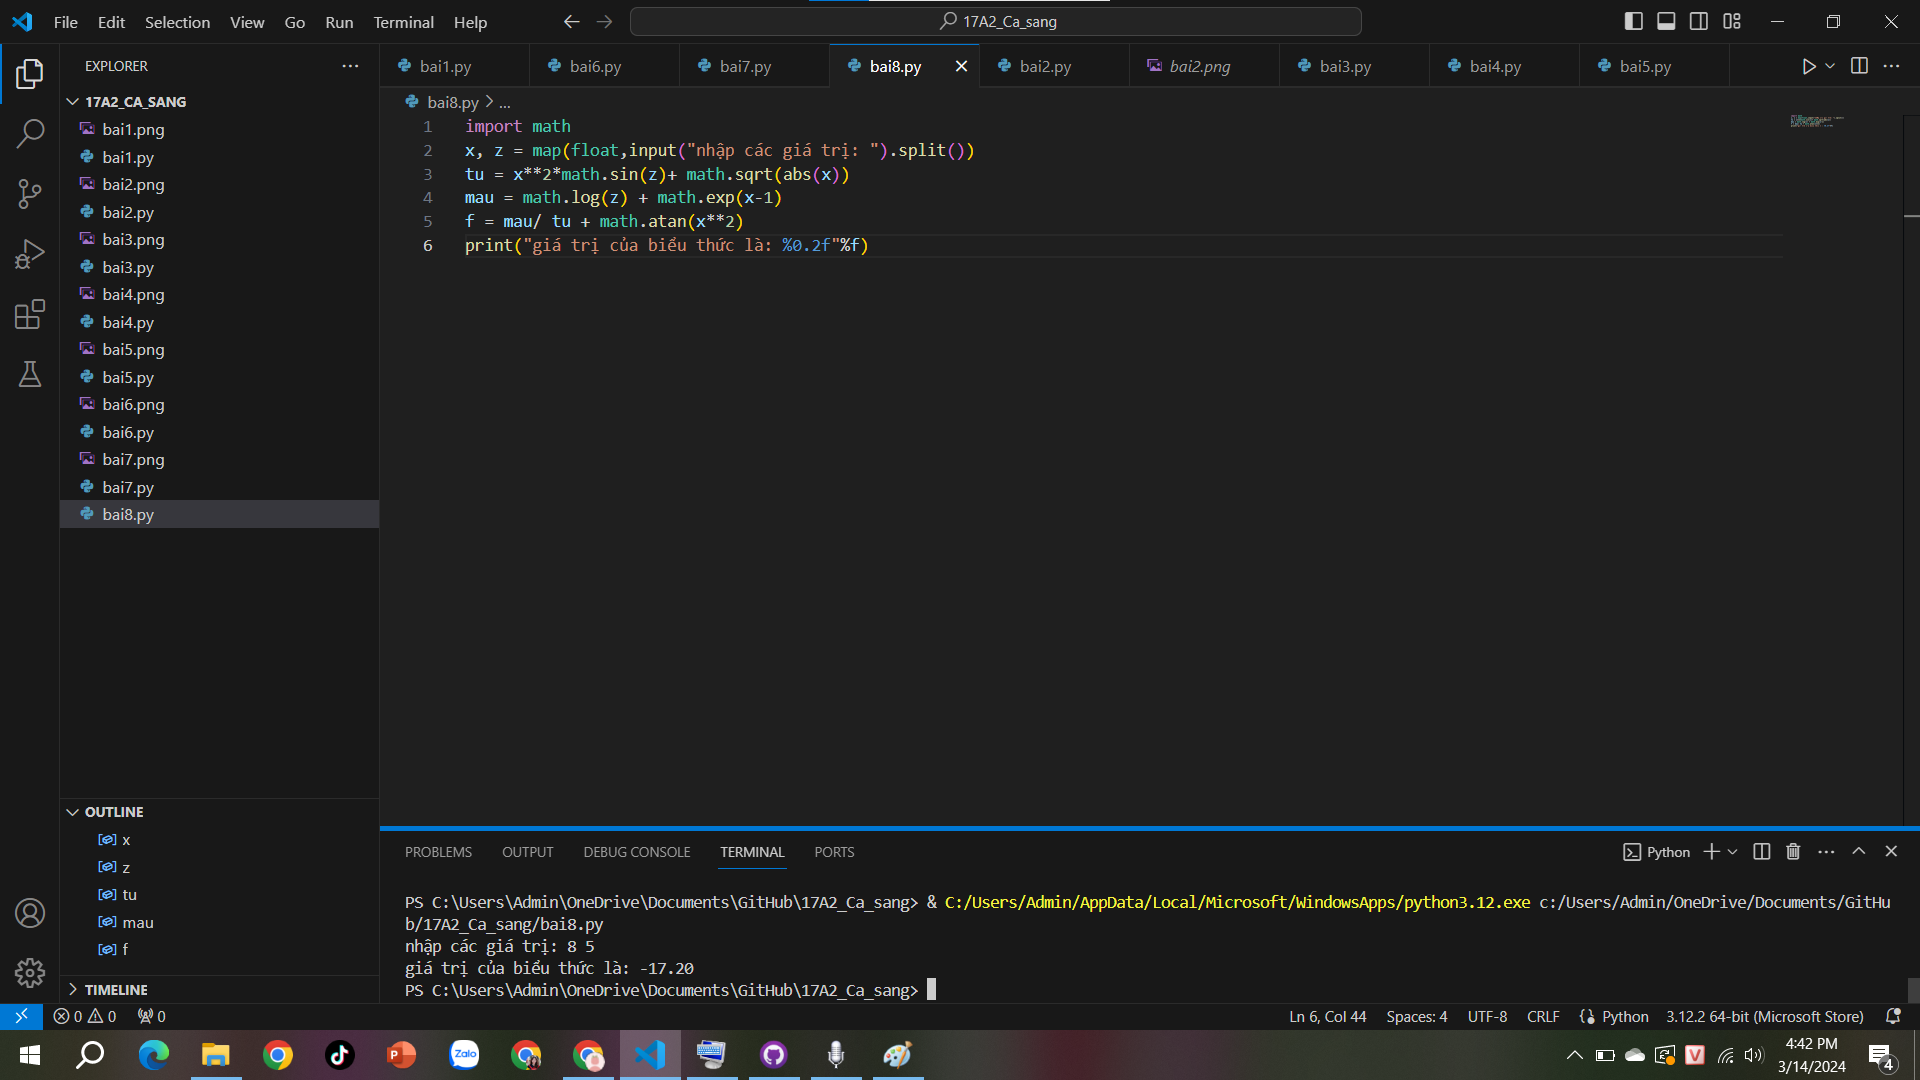 File Edit Selection View Go Run Terminal Help
17A2_Ca_sang
EXPLORER
bai1.py bai6.py bai7.py bai8.py bai2.py bai2.png bai3.py bai4.py bai5.py
17A2_CA_SANG
bai1.png
bai1.py
bai2.png
bai2.py
bai3.png
bai3.py
bai4.png
bai4.py
bai5.png
bai5.py
bai6.png
bai6.py
bai7.png
bai7.py
bai8.py
OUTLINE
x
z
tu
mau
f
TIMELINE
bai8.py > ...
1 import math
2 x, z = map(float,input("nhập các giá trị: ").split())
3 tu = x**2*math.sin(z)+ math.sqrt(abs(x))
4 mau = math.log(z) + math.exp(x-1)
5 f = mau/ tu + math.atan(x**2)
6 print("giá trị của biểu thức là: %0.2f"%f)
PROBLEMS OUTPUT DEBUG CONSOLE TERMINAL PORTS
Python
PS C:\Users\Admin\OneDrive\Documents\GitHub\17A2_Ca_sang> & C:/Users/Admin/AppData/Local/Microsoft/WindowsApps/python3.12.exe c:/Users/Admin/OneDrive/Documents/GitHu
b/17A2_Ca_sang/bai8.py
nhập các giá trị: 8 5
giá trị của biểu thức là: -17.20
PS C:\Users\Admin\OneDrive\Documents\GitHub\17A2_Ca_sang>
0 0 0
Ln 6, Col 44 Spaces: 4 UTF-8 CRLF Python 3.12.2 64-bit (Microsoft Store)
Zalo
V
4:42 PM
3/14/2024
4